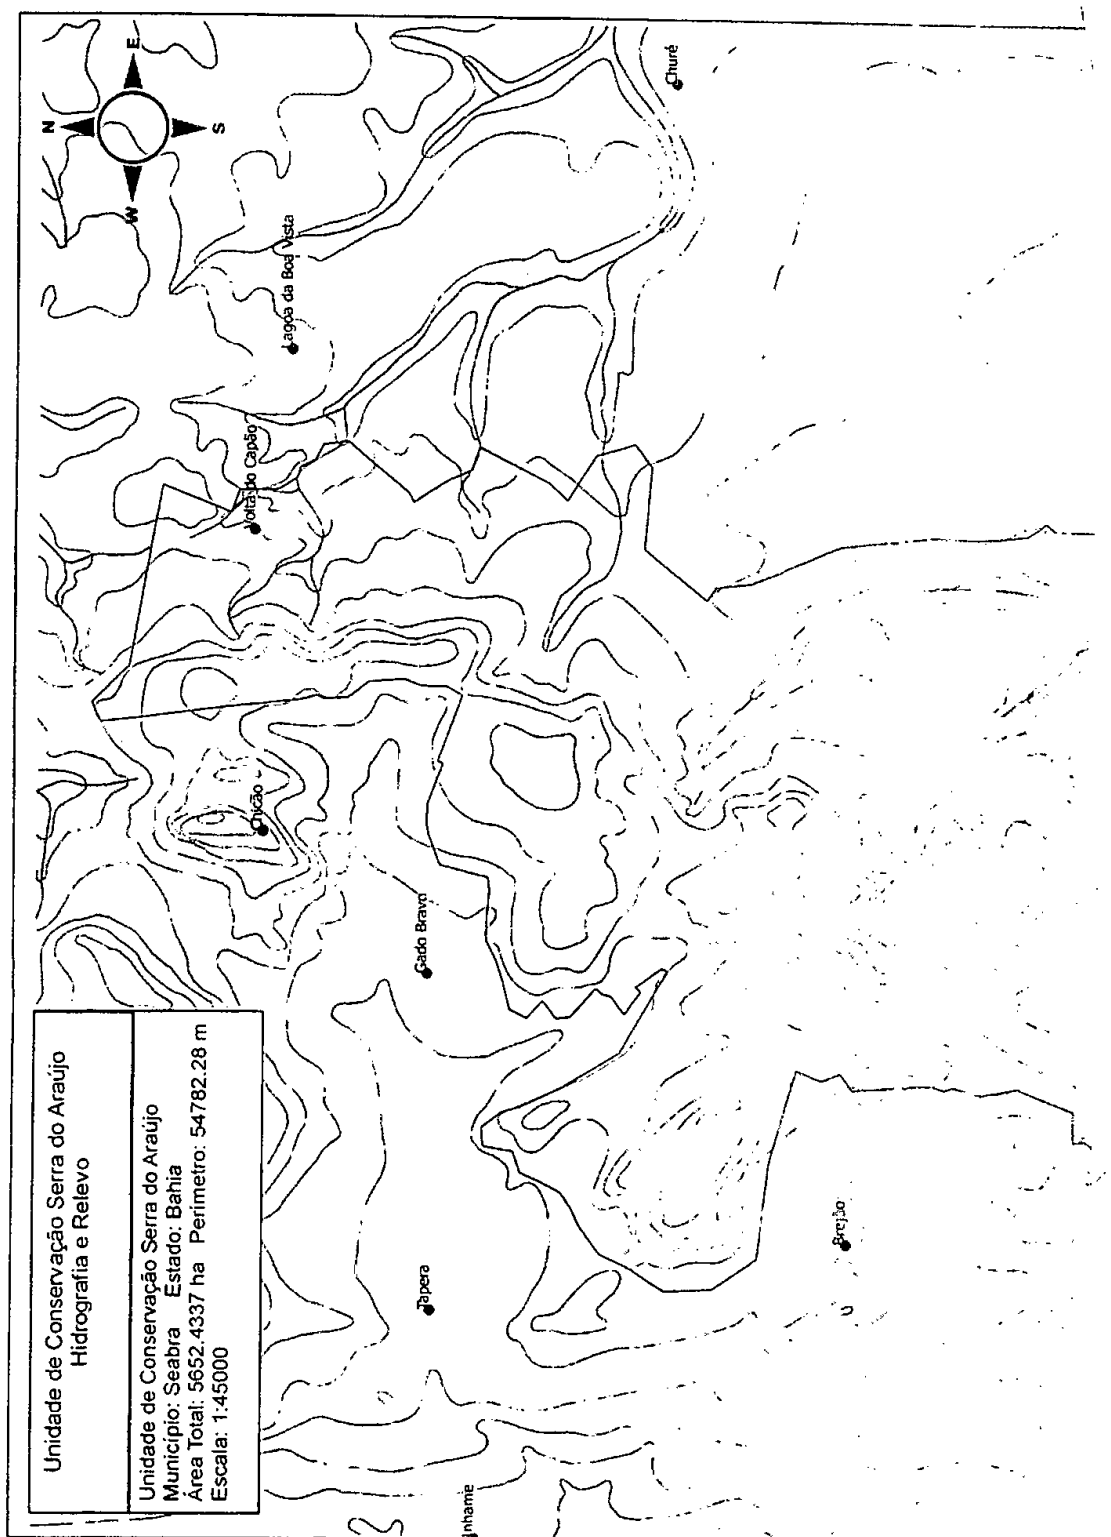 Unidade de Conservação Serra do Araújo
Hidrografia e Relevo
Unidade de Conservação Serra do Araújo
Município: Seabra Estado: Bahia
Área Total: 5652.4337 ha Perímetro: 54782.28 m
Escala: 1:45000
N
E
S
W
Churé
Lagoa da Boa Vista
Volta do Capão
Chicão
Gado Bravo
Tapera
Brejão
nhame